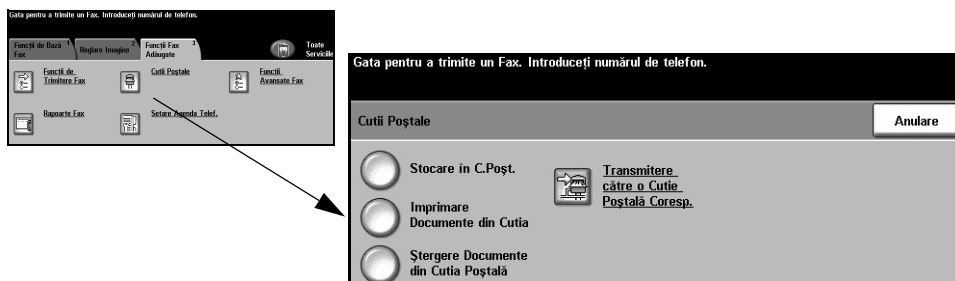 Gata pentru a trimite un Fax. Introduceți numărul de telefon.
Funcții de Bază 1
Fax
Reglare Imagine 2
Funcții Fax 3
Adăugate
Toate
Serviciile
Funcții de
Trimitere Fax
Cutii Poștale
Funcții
Avansate Fax
Rapoarte Fax
Setare Agenda Telef.
Gata pentru a trimite un Fax. Introduceți numărul de telefon.
Cutii Poștale
Anulare
Stocare în C.Poșt.
Transmitere
către o Cutie
Poștală Coresp.
Imprimare
Documente din Cutia
Ștergere Documente
din Cutia Poștală